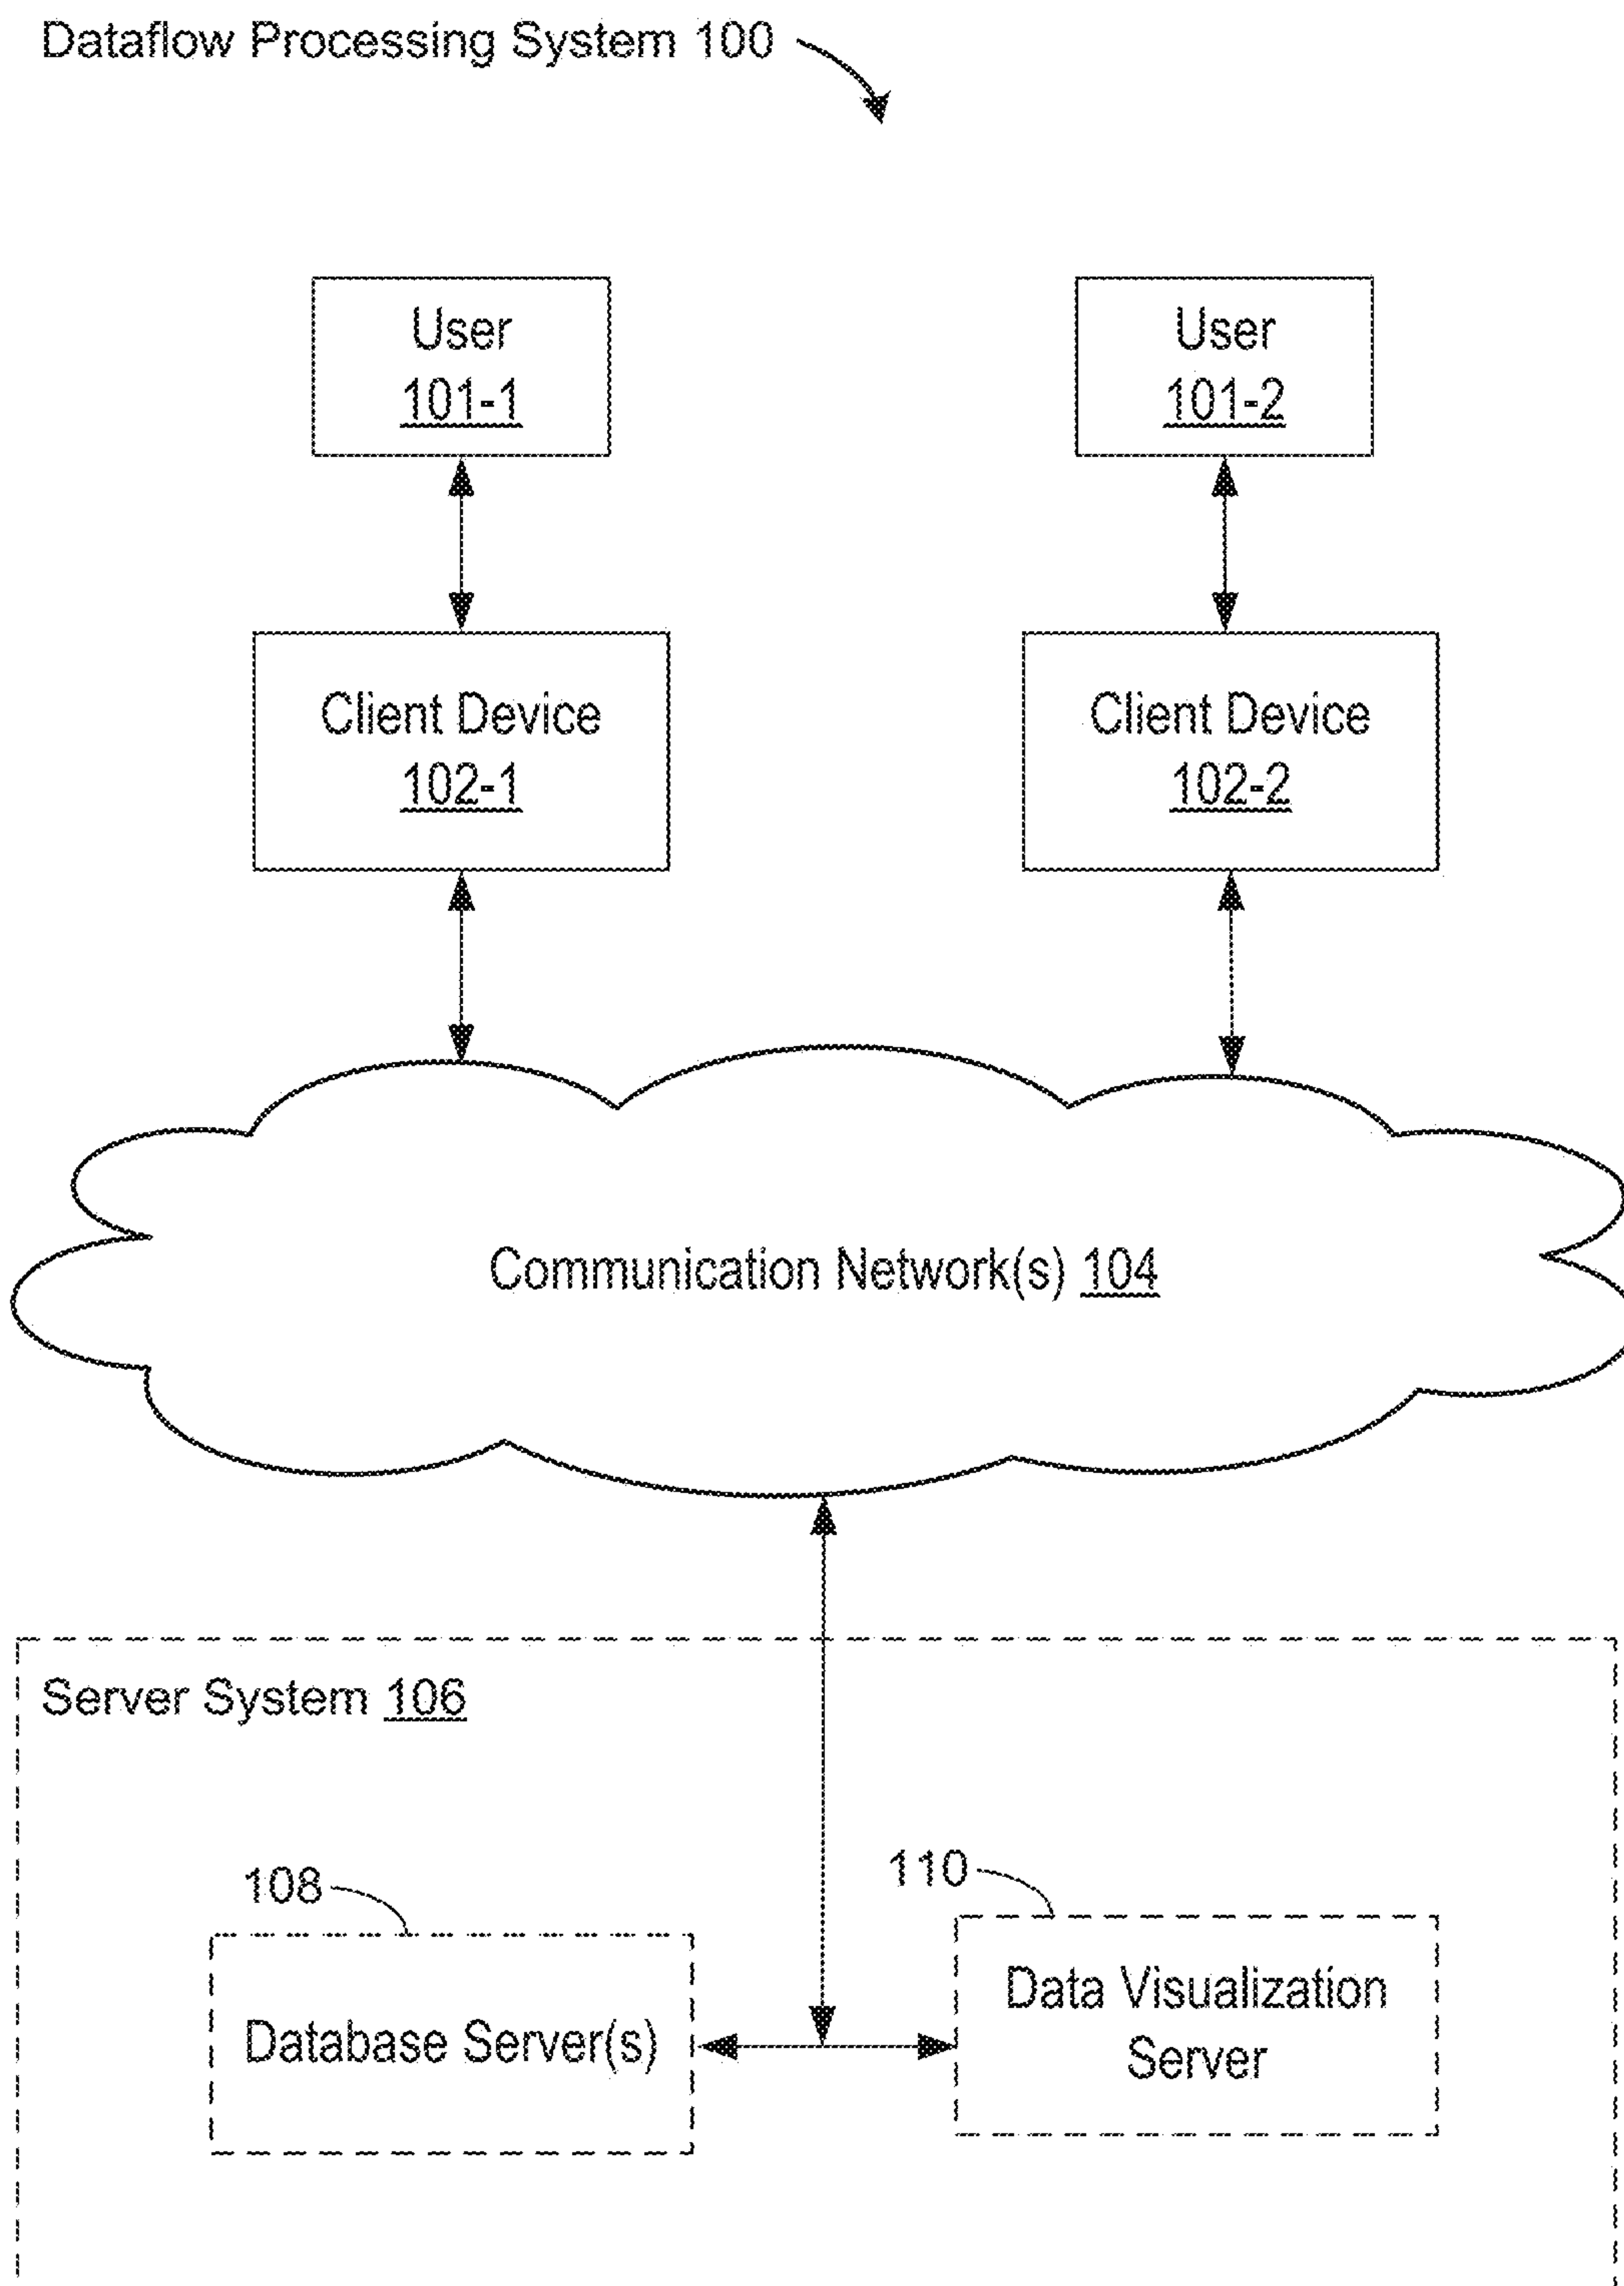 Dataflow Processing System 100
User
101-1
User
101-2
Client Device
102-1
Client Device
102-2
Communication Network(s) 104
Server System 106
108
110
Database Server(s)
Data Visualization
Server